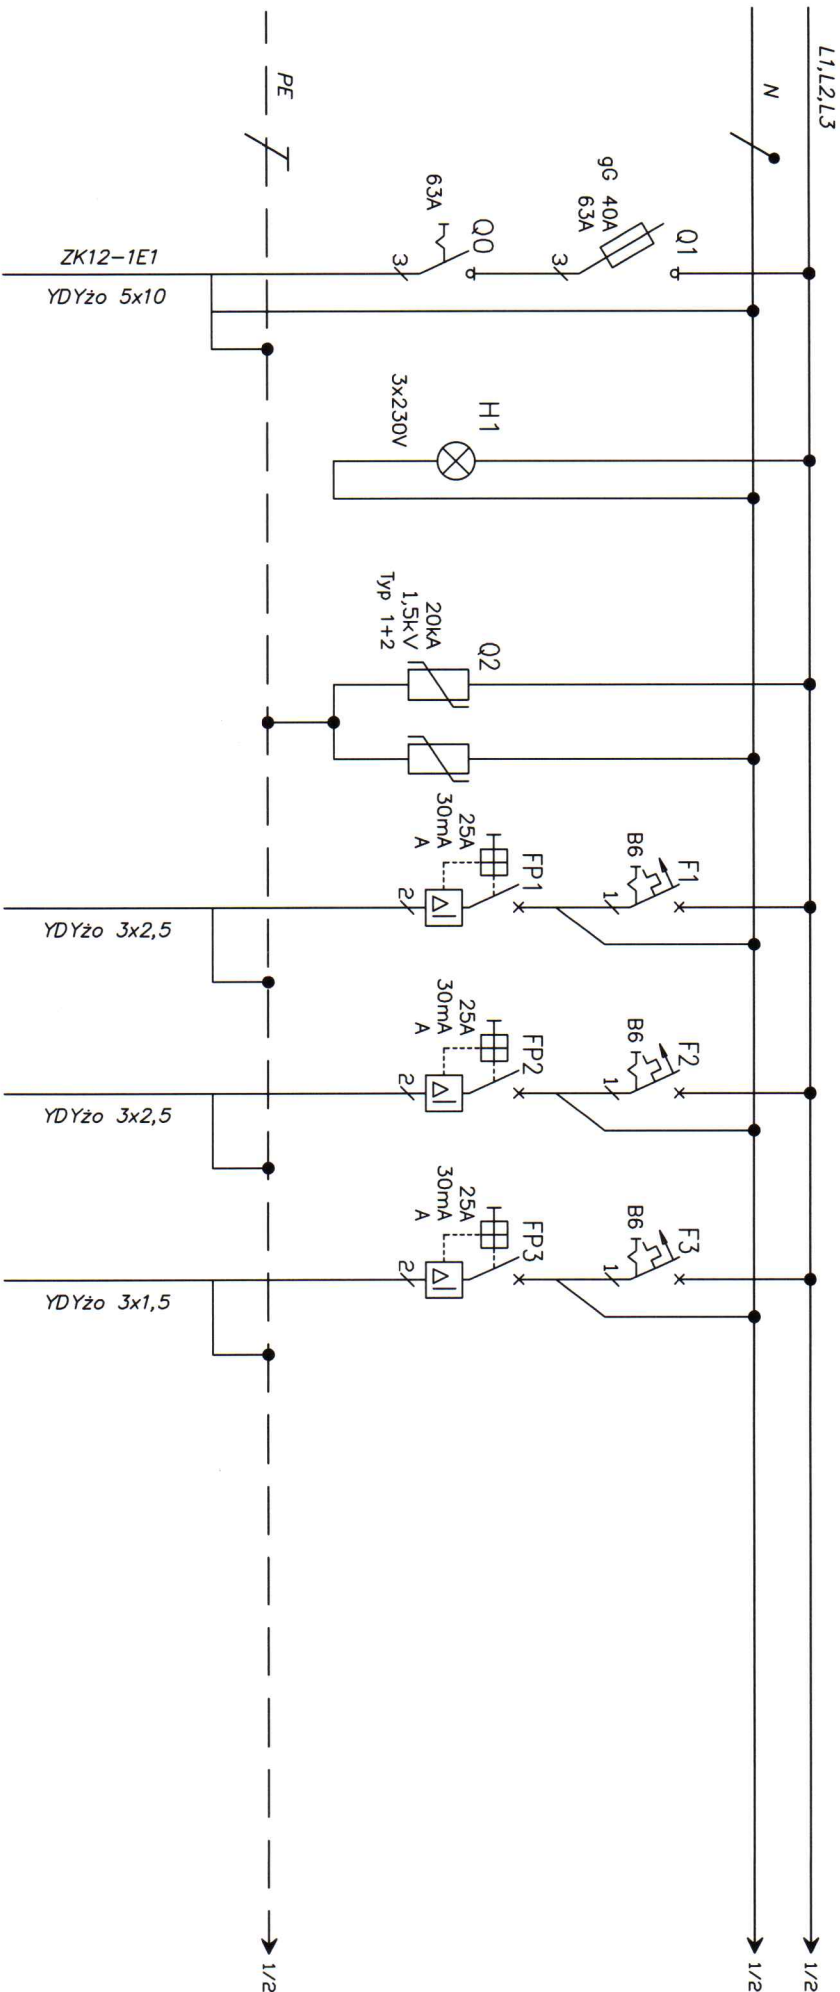 L1,L2,L3
N
PE
Q1
gG 40A
63A
3
Q0
63A
3
ZK12-1E1
YDYżo 5x10
H1
3x230V
Q2
20kA
1,5kV
Typ 1+2
F1
B6
1
FP1
25A
30mA
A
2
YDYżo 3x2,5
F2
B6
1
FP2
25A
30mA
A
2
YDYżo 3x2,5
F3
B6
1
FP3
25A
30mA
A
2
YDYżo 3x1,5
1/2
1/2
1/2